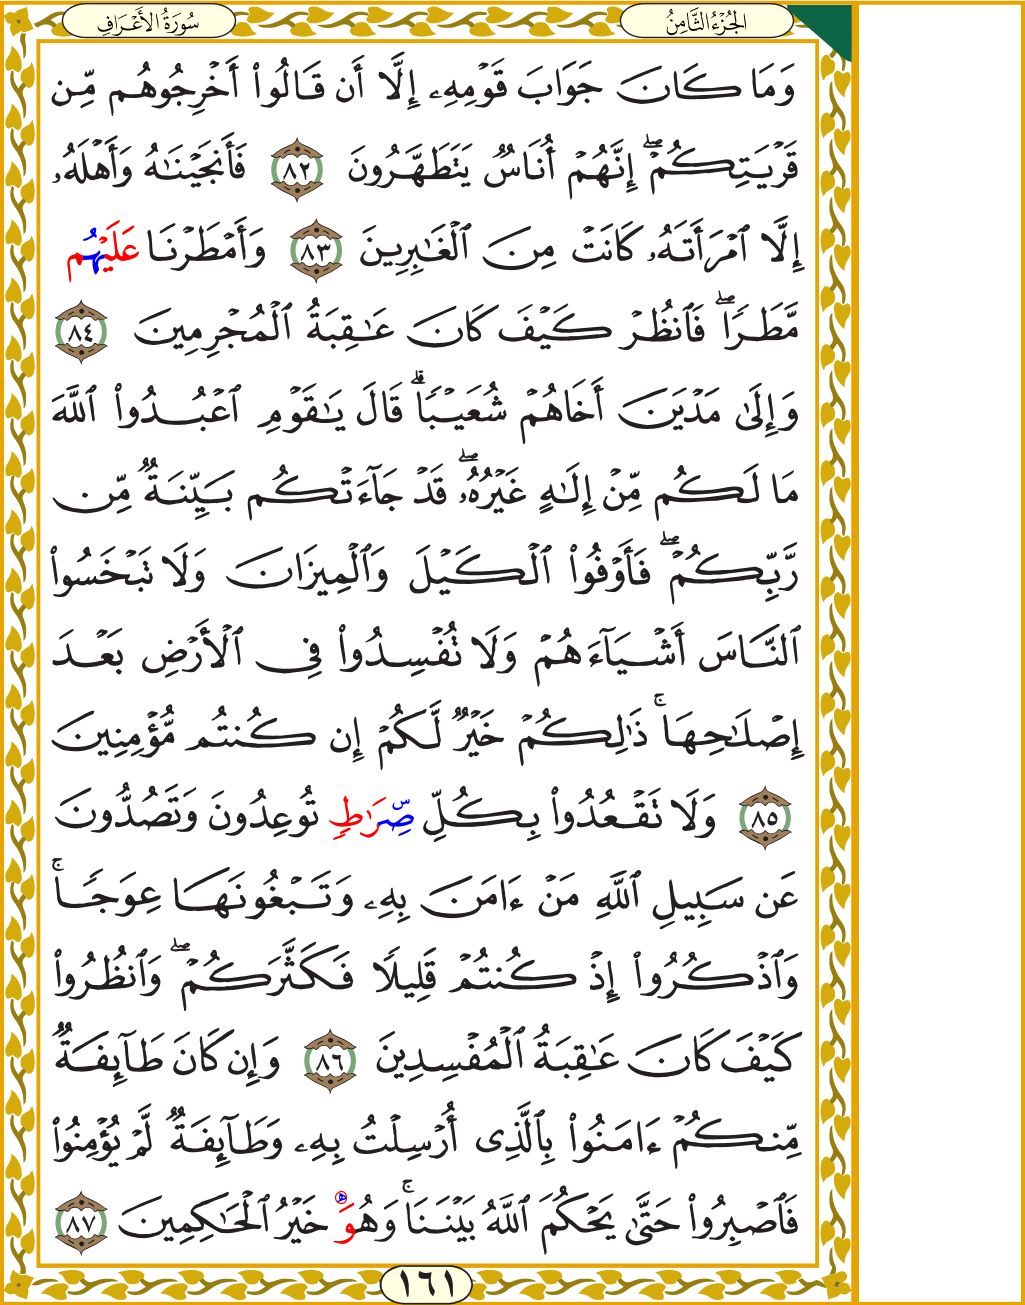 الجُزْءُ الثَّامِنُ
سُورَةُ الأَعْرَافِ
وَمَا كَانَ جَوَابَ قَوْمِهِۦٓ إِلَّآ أَن قَالُوٓا۟ أَخْرِجُوهُم مِّن
قَرْيَتِكُمْ ۖ إِنَّهُمْ أُنَاسٌ يَتَطَهَّرُونَ ٨٢ فَأَنجَيْنَٰهُ وَأَهْلَهُۥٓ
إِلَّا ٱمْرَأَتَهُۥ كَانَتْ مِنَ ٱلْغَٰبِرِينَ ٨٣ وَأَمْطَرْنَا عَلَيْهُم
مَّطَرًا ۖ فَٱنظُرْ كَيْفَ كَانَ عَٰقِبَةُ ٱلْمُجْرِمِينَ ٨٤
وَإِلَىٰ مَدْيَنَ أَخَاهُمْ شُعَيْبًا ۗ قَالَ يَٰقَوْمِ ٱعْبُدُوا۟ ٱللَّهَ
مَا لَكُم مِّنْ إِلَٰهٍ غَيْرُهُۥ ۖ قَدْ جَآءَتْكُم بَيِّنَةٌ مِّن
رَّبِّكُمْ ۖ فَأَوْفُوا۟ ٱلْكَيْلَ وَٱلْمِيزَانَ وَلَا تَبْخَسُوا۟
ٱلنَّاسَ أَشْيَآءَهُمْ وَلَا تُفْسِدُوا۟ فِى ٱلْأَرْضِ بَعْدَ
إِصْلَٰحِهَا ۚ ذَٰلِكُمْ خَيْرٌ لَّكُمْ إِن كُنتُم مُّؤْمِنِينَ
٨٥ وَلَا تَقْعُدُوا۟ بِكُلِّ صِّرَٰطٍ تُوعِدُونَ وَتَصُدُّونَ
عَن سَبِيلِ ٱللَّهِ مَنْ ءَامَنَ بِهِۦ وَتَبْغُونَهَا عِوَجًا ۚ
وَٱذْكُرُوٓا۟ إِذْ كُنتُمْ قَلِيلًا فَكَثَّرَكُمْ ۖ وَٱنظُرُوا۟
كَيْفَ كَانَ عَٰقِبَةُ ٱلْمُفْسِدِينَ ٨٦ وَإِن كَانَ طَآئِفَةٌ
مِّنكُمْ ءَامَنُوا۟ بِٱلَّذِىٓ أُرْسِلْتُ بِهِۦ وَطَآئِفَةٌ لَّمْ يُؤْمِنُوا۟
فَٱصْبِرُوا۟ حَتَّىٰ يَحْكُمَ ٱللَّهُ بَيْنَنَا ۚ وَهُوَ خَيْرُ ٱلْحَٰكِمِينَ ٨٧
١٦١